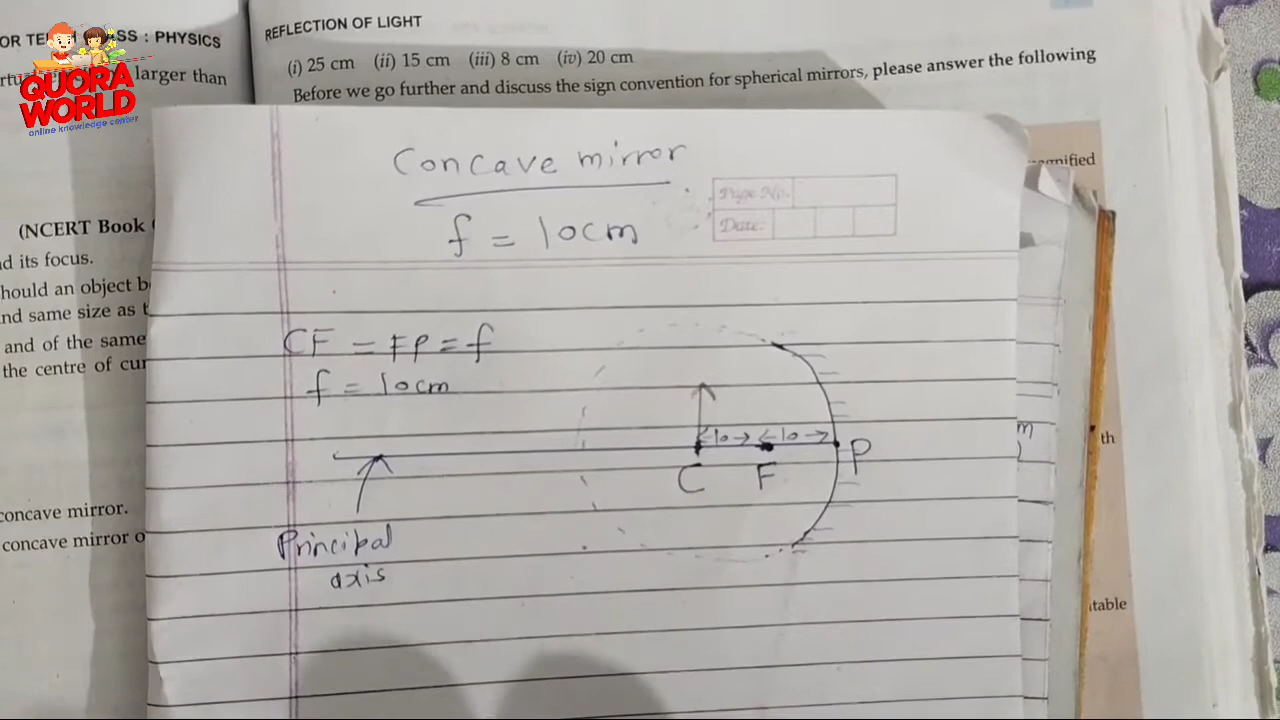 OR TE SS : PHYSICS
REFLECTION OF LIGHT
larger than
(i) 25 cm (ii) 15 cm (iii) 8 cm (iv) 20 cm
Before we go further and discuss the sign convention for spherical mirrors, please answer the following
QUORA
WORLD
online knowledge center
Concave mirror
Page No.
Date:
f = 10cm
(NCERT Book
d its focus.
hould an object b
nd same size as t
and of the same
the centre of cur
CF = FP = f
f = 10cm
10 10
C F P
Principal
axis
concave mirror.
concave mirror o
m
th
table